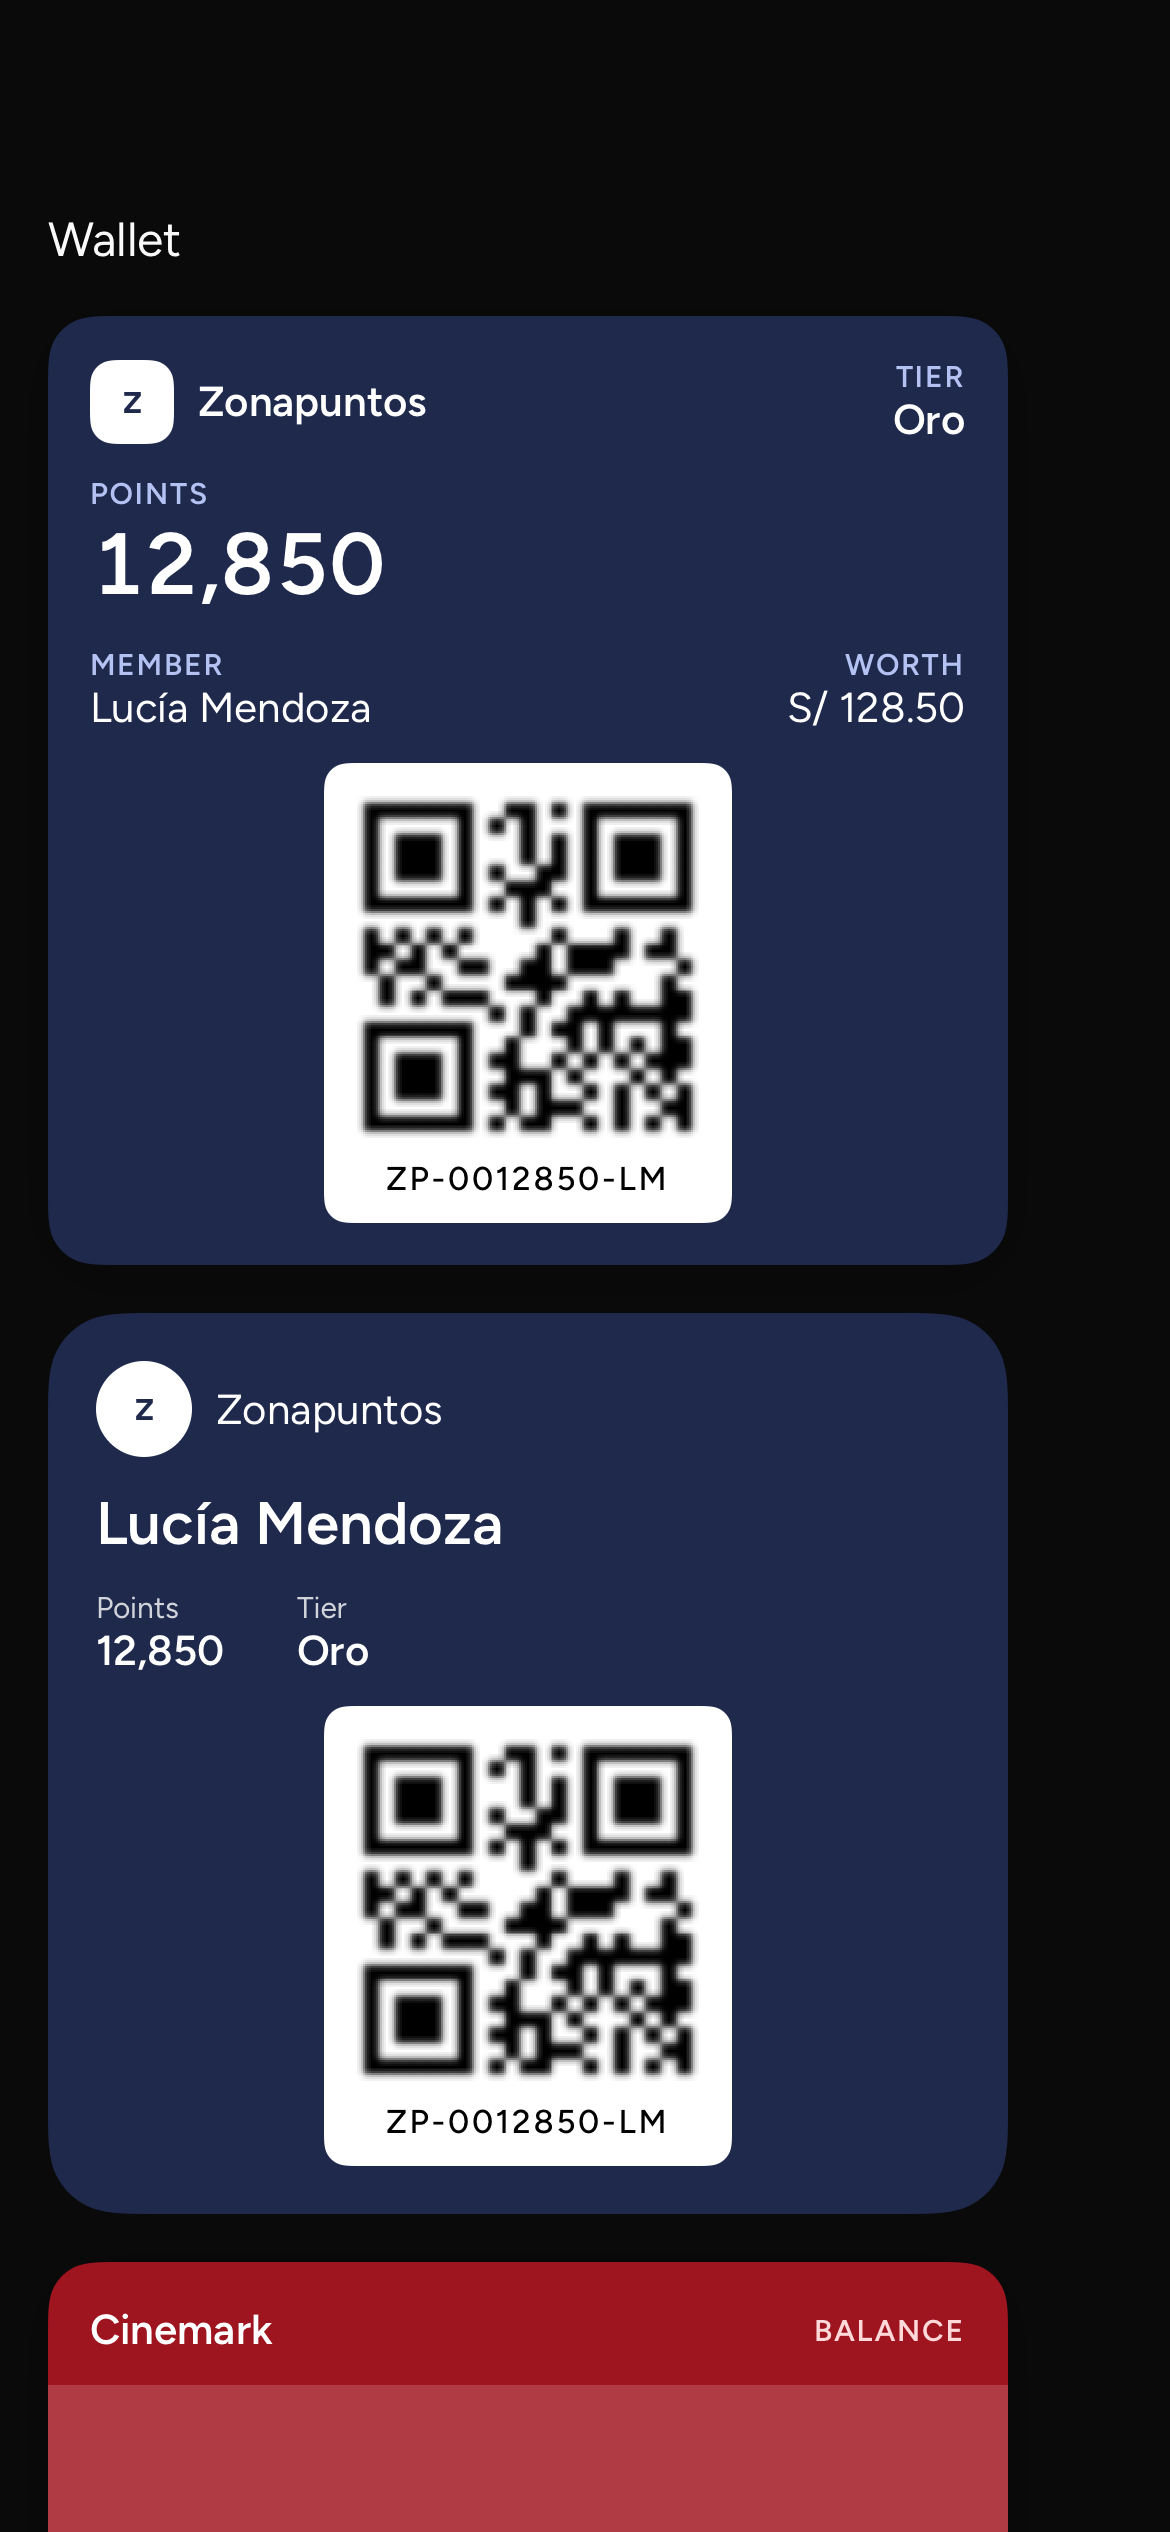 Wallet
Z Zonapuntos
TIER
Oro
POINTS
12,850
MEMBER WORTH
Lucía Mendoza S/ 128.50
ZP-0012850-LM
Z Zonapuntos
Lucía Mendoza
Points Tier
12,850 Oro
ZP-0012850-LM
Cinemark BALANCE